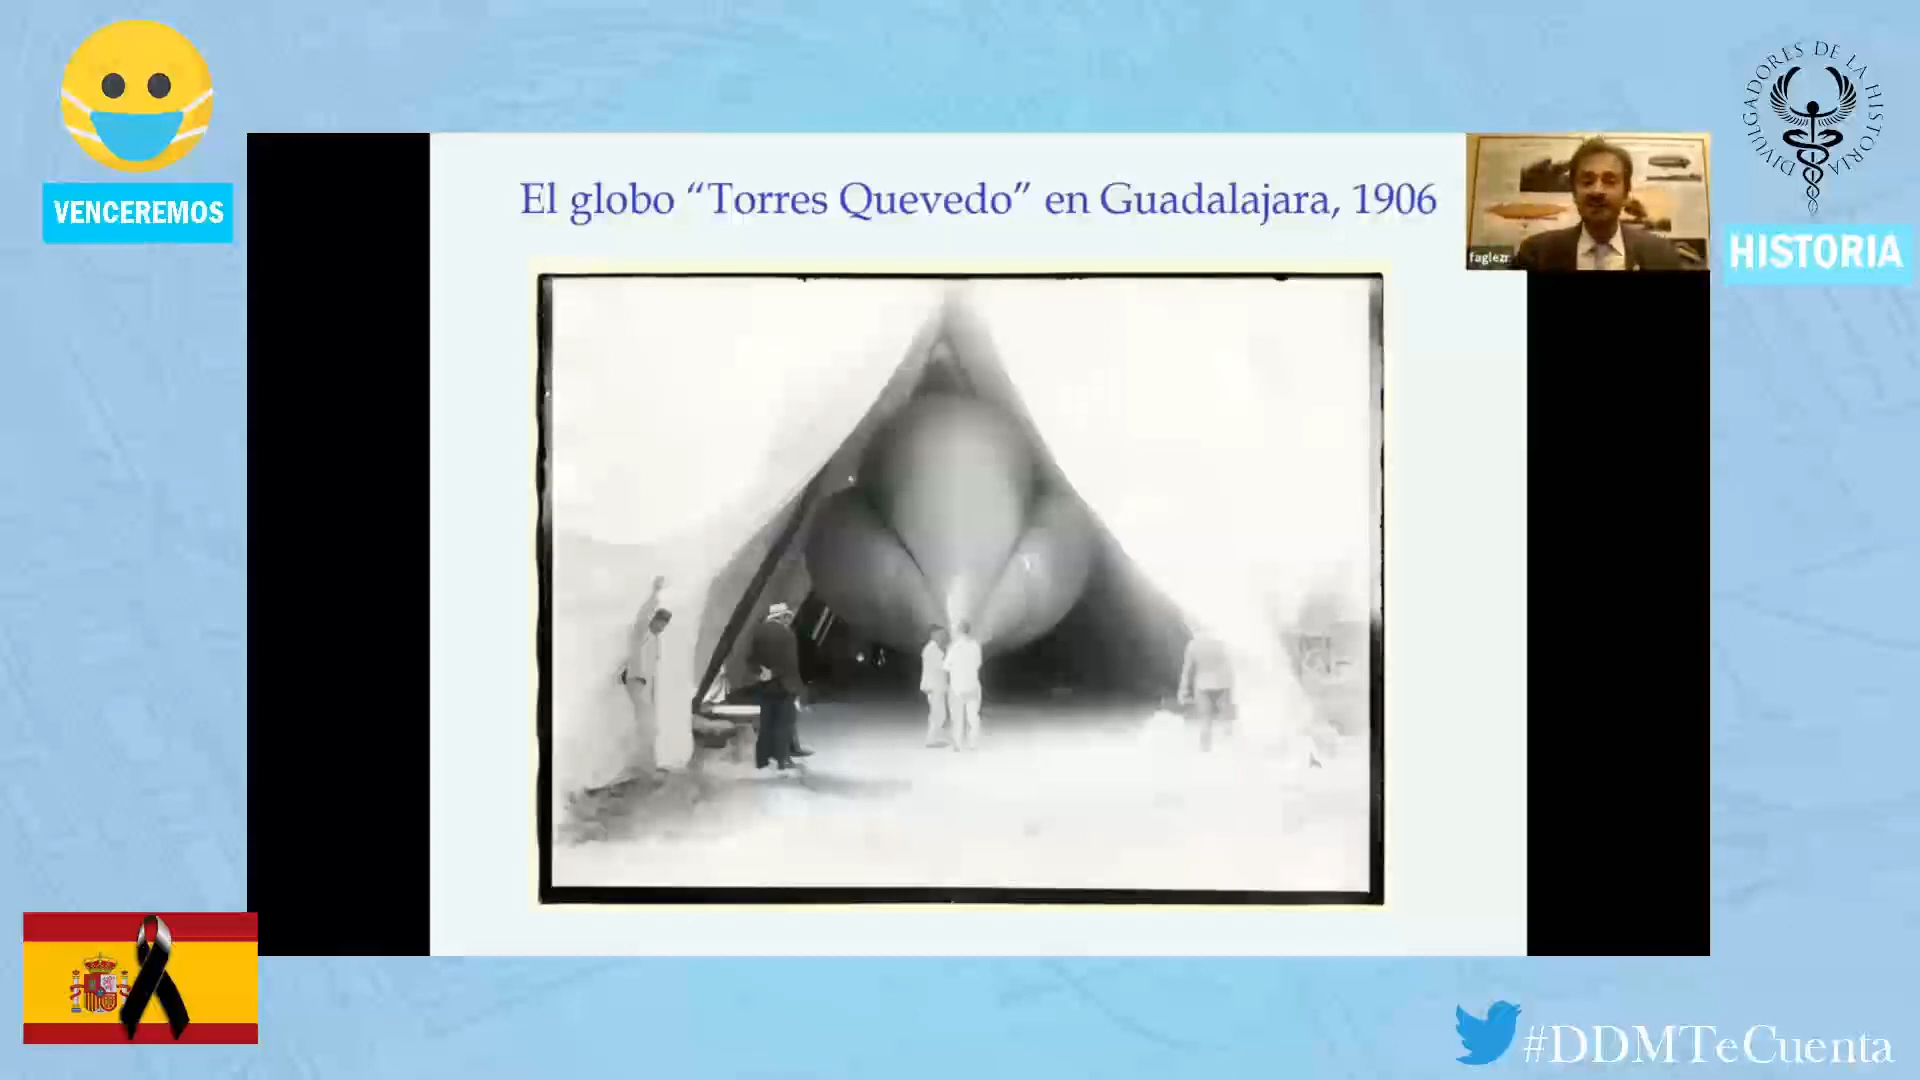 VENCEREMOS
El globo “Torres Quevedo” en Guadalajara, 1906
faglezr
DIVULGADORES DE LA HISTORIA
HISTORIA
#DDMTeCuenta